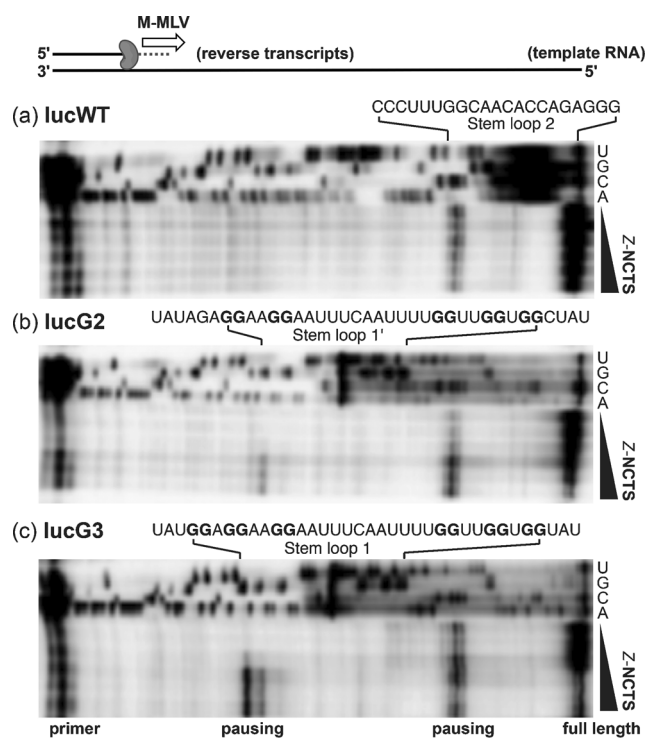 M-MLV
5' (reverse transcripts) (template RNA)
3' 5'
CCCUUUGGCAACACCAGAGGG
(a) lucWT Stem loop 2
U
G
C
A
Z-NCTS
UAUAGAGGAAGGAAUUUCAAUUUUGGUUGGUGGCUAU
(b) lucG2 Stem loop 1'
U
G
C
A
Z-NCTS
UAUGGAGGAAGGAAUUUCAAUUUUGGUUGGUGGUAU
(c) lucG3 Stem loop 1
U
G
C
A
Z-NCTS
primer pausing pausing full length